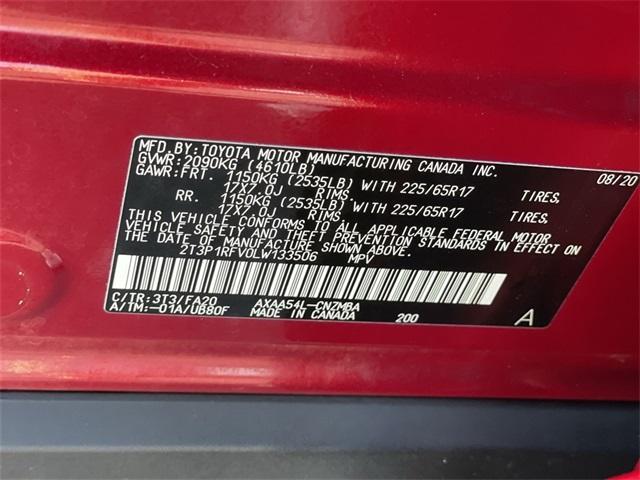 MFD.BY:TOYOTA MOTOR MANUFACTURING CANADA INC.
GVWR:2090KG (4610LB) 08/20
GAWR:FRT. 1150KG (2535LB) WITH 225/65R17 TIRES.
17X7.0J RIMS
RR. 1150KG (2535LB) WITH 225/65R17 TIRES.
17X7.0J RIMS
THIS VEHICLE CONFORMS TO ALL APPLICABLE FEDERAL MOTOR
VEHICLE SAFETY AND THEFT PREVENTION STANDARDS IN EFFECT ON
THE DATE OF MANUFACTURE SHOWN ABOVE.
2T3P1RFV0LW133506 MPV
C/TR:3T3/FA20 AXAA54L-CNZMBA
A/TM:-01A/UB80F MADE IN CANADA 200 A